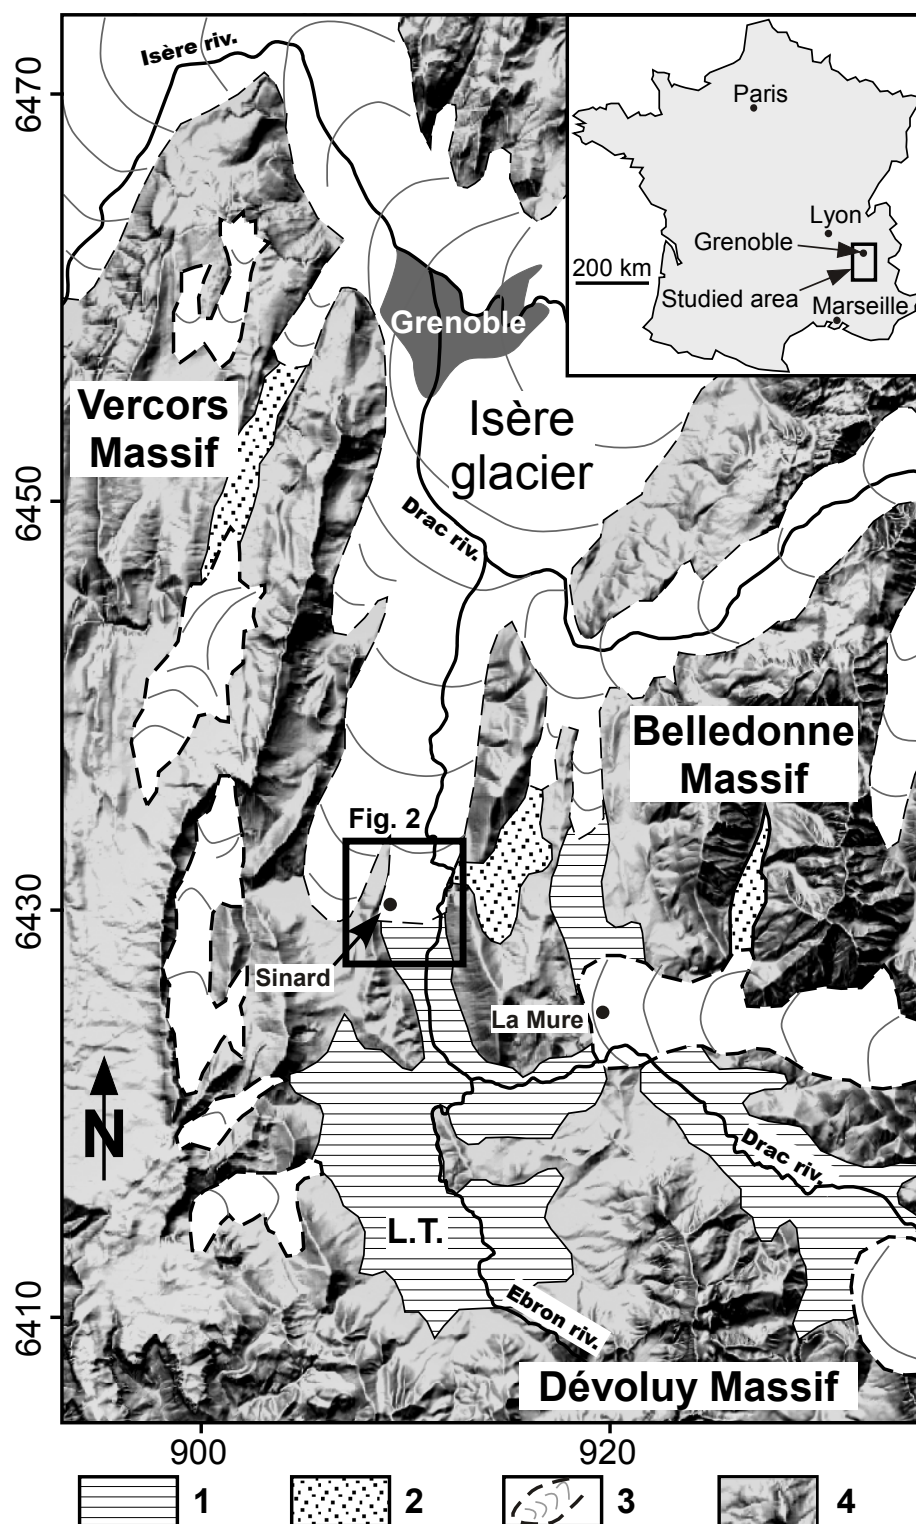 Isère riv.
6470
Paris
Lyon
Grenoble
200 km
Studied area
Marseille
Grenoble
Vercors
Massif
Isère
glacier
6450
Drac riv.
Belledonne
Massif
Fig. 2
6430
Sinard
La Mure
N
Drac riv.
L.T.
Ebron riv.
6410
Dévoluy Massif
900
920
1
2
3
4